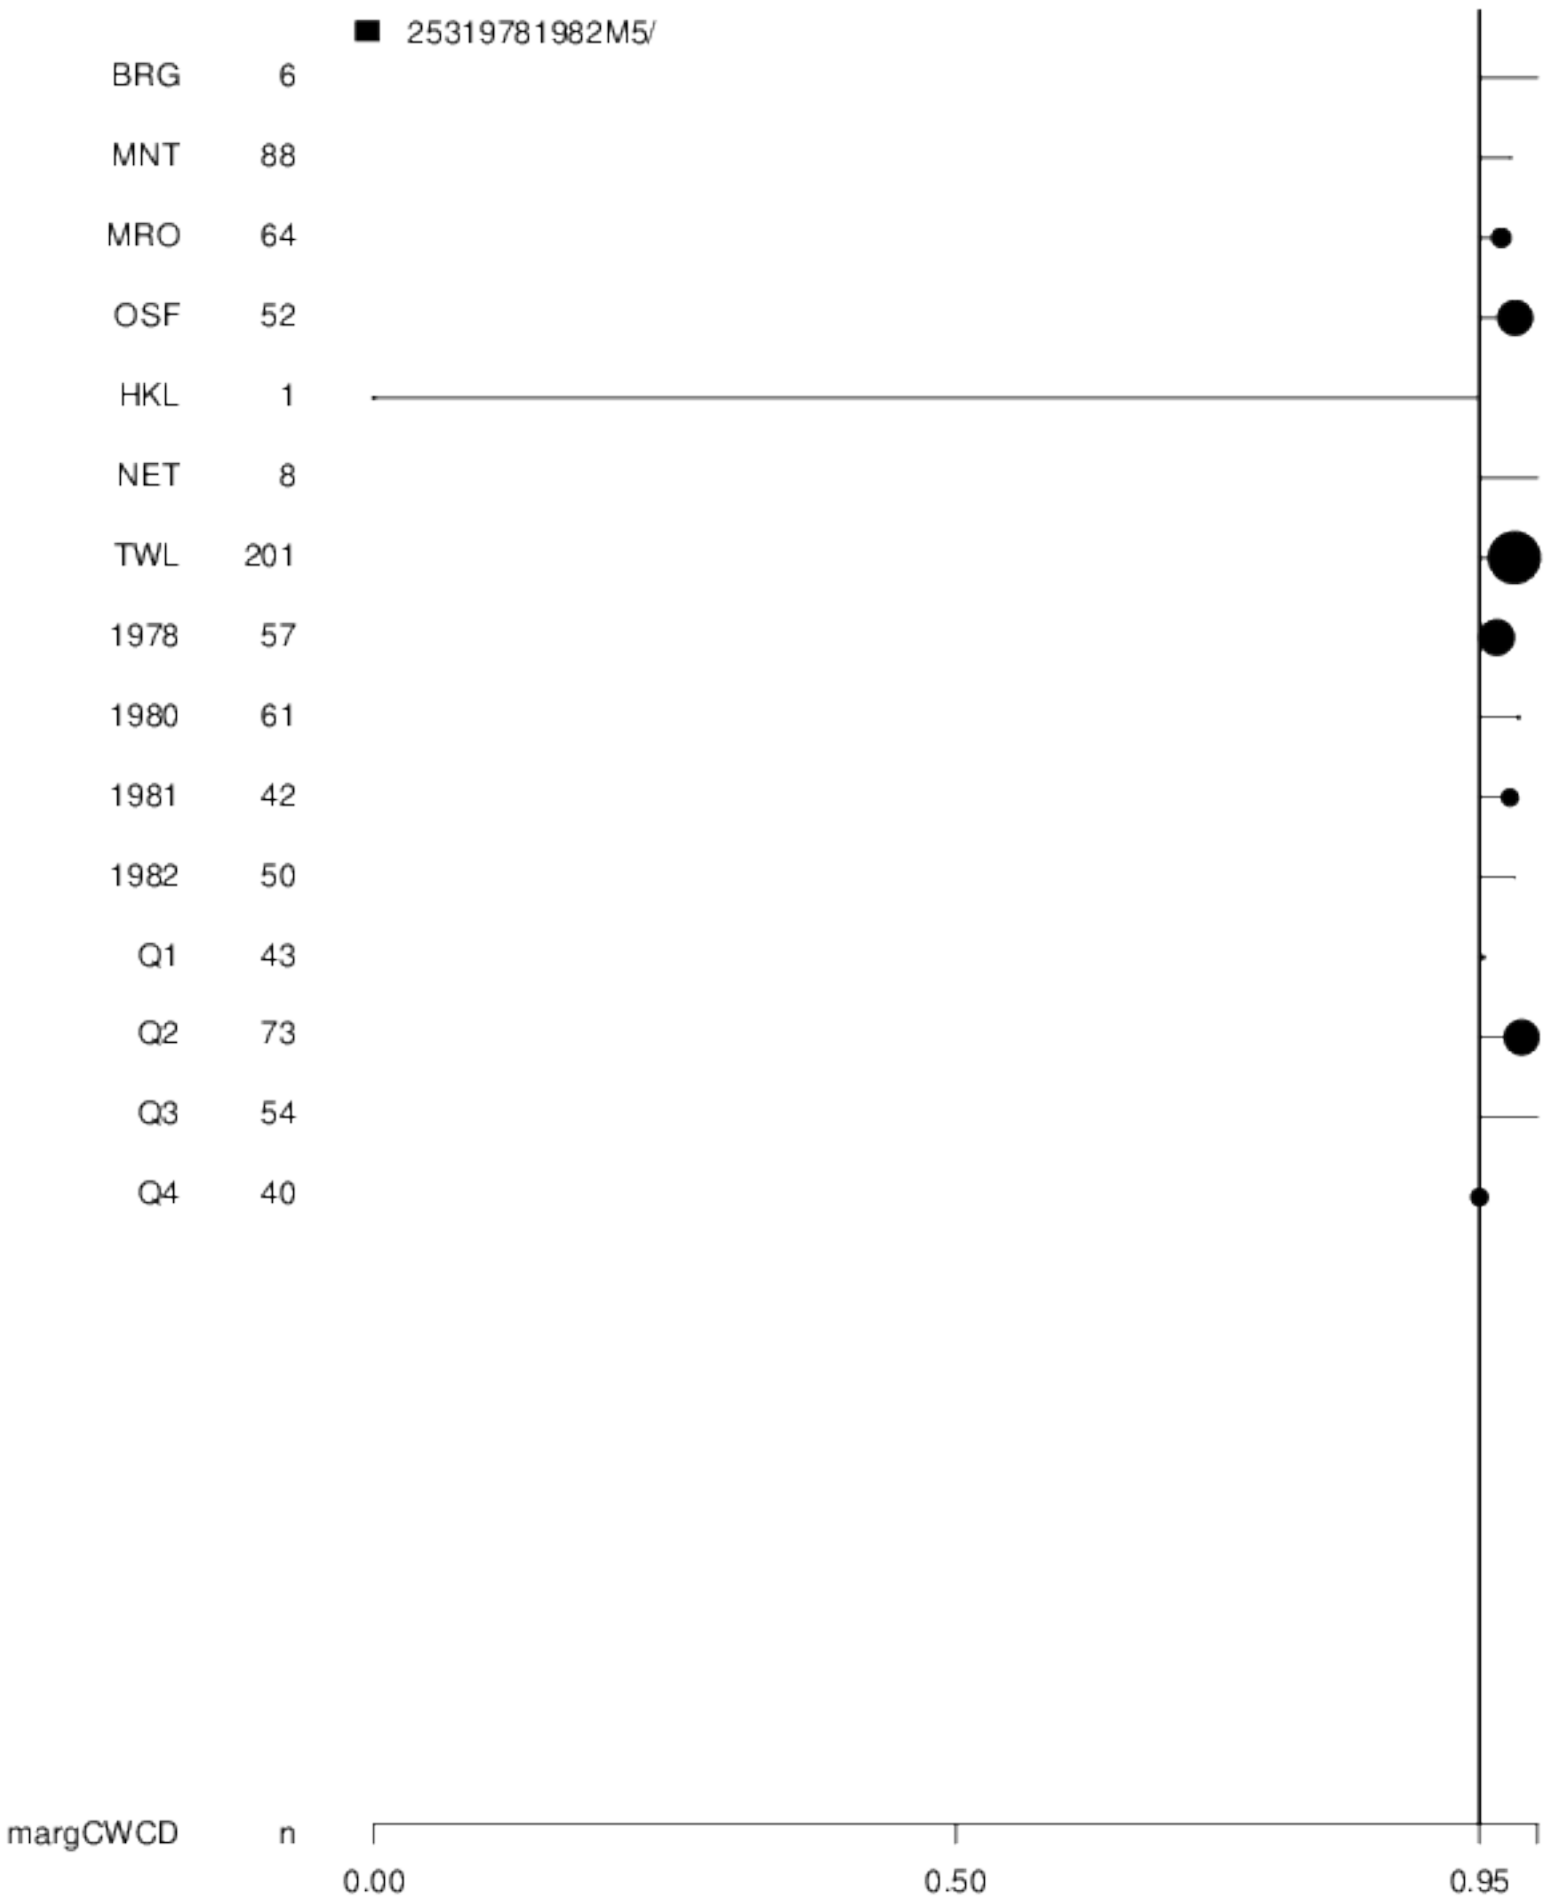 25319781982M5/
BRG 6
MNT 88
MRO 64
OSF 52
HKL 1
NET 8
TWL 201
1978 57
1980 61
1981 42
1982 50
Q1 43
Q2 73
Q3 54
Q4 40
margCWCD n
0.00 0.50 0.95